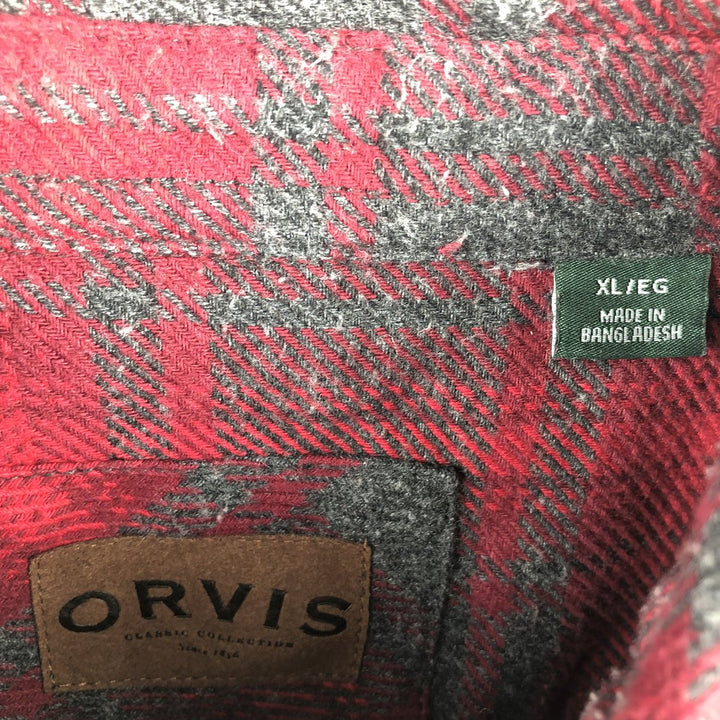 XL/EG
MADE IN
BANGLADESH
ORVIS
CLASSIC COLLECTION
Since 1856